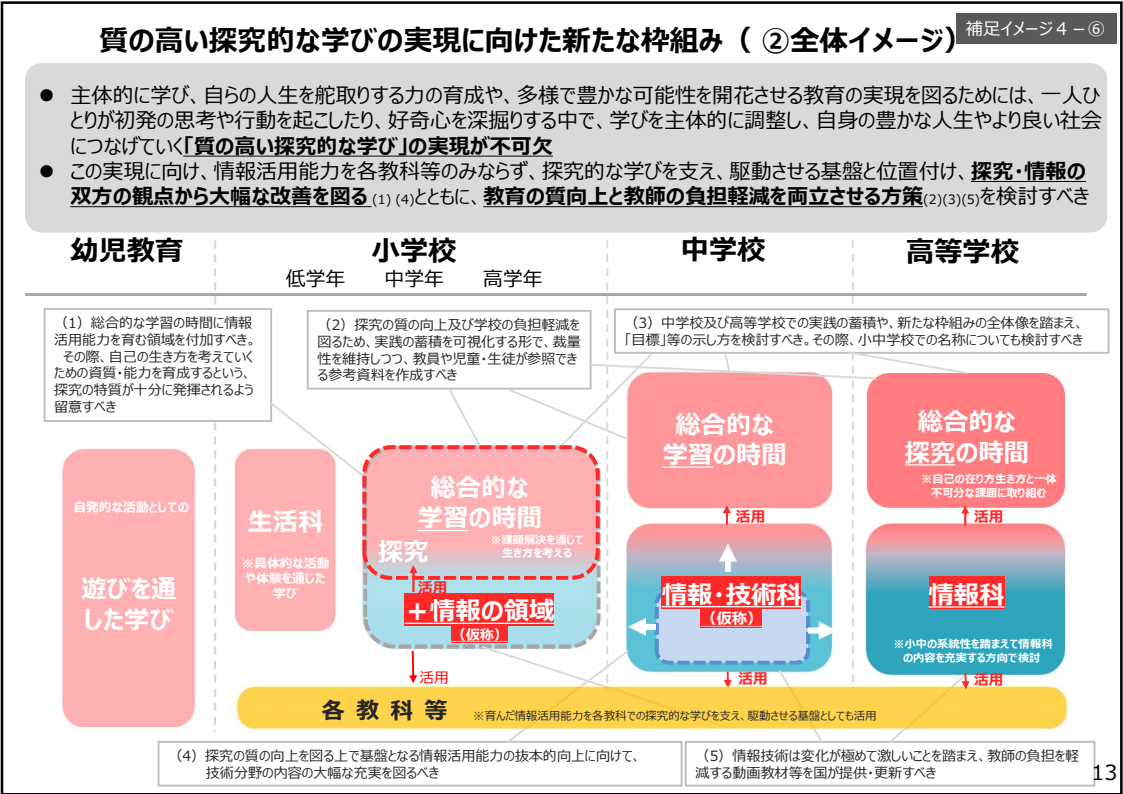 質の高い探究的な学びの実現に向けた新たな枠組み（ ②全体イメージ）
補足イメージ４－⑥
● 主体的に学び、自らの人生を舵取りする力の育成や、多様で豊かな可能性を開花させる教育の実現を図るためには、一人ひ
とりが初発の思考や行動を起こしたり、好奇心を深掘りする中で、学びを主体的に調整し、自身の豊かな人生やより良い社会
につなげていく「質の高い探究的な学び」の実現が不可欠
● この実現に向け、情報活用能力を各教科等のみならず、探究的な学びを支え、駆動させる基盤と位置付け、探究・情報の
双方の観点から大幅な改善を図る(1) (4)とともに、教育の質向上と教師の負担軽減を両立させる方策(2)(3)(5)を検討すべき
幼児教育
小学校
中学校
高等学校
低学年
中学年
高学年
（1）総合的な学習の時間に情報
活用能力を育む領域を付加すべき。
その際、自己の生き方を考えていく
ための資質・能力を育成するという、
探究の特質が十分に発揮されるよう
留意すべき
（2）探究の質の向上及び学校の負担軽減を
図るため、実践の蓄積を可視化する形で、裁量
性を維持しつつ、教員や児童・生徒が参照でき
る参考資料を作成すべき
（3）中学校及び高等学校での実践の蓄積や、新たな枠組みの全体像を踏まえ、
「目標」等の示し方を検討すべき。その際、小中学校での名称についても検討すべき
自発的な活動としての
遊びを通
した学び
生活科
※具体的な活動
や体験を通じた
学び
総合的な
学習の時間
※課題解決を通じて
生き方を考える
探究
活用
＋情報の領域
（仮称）
活用
総合的な
学習の時間
活用
情報・技術科
（仮称）
活用
総合的な
探究の時間
※自己の在り方生き方と一体
不可分な課題に取り組む
活用
情報科
※小中の系統性を踏まえて情報科
の内容を充実する方向で検討
活用
各 教 科 等 ※育んだ情報活用能力を各教科での探究的な学びを支え、駆動させる基盤としても活用
（4）探究の質の向上を図る上で基盤となる情報活用能力の抜本的向上に向けて、
技術分野の内容の大幅な充実を図るべき
（5）情報技術は変化が極めて激しいことを踏まえ、教師の負担を軽
減する動画教材等を国が提供・更新すべき
13